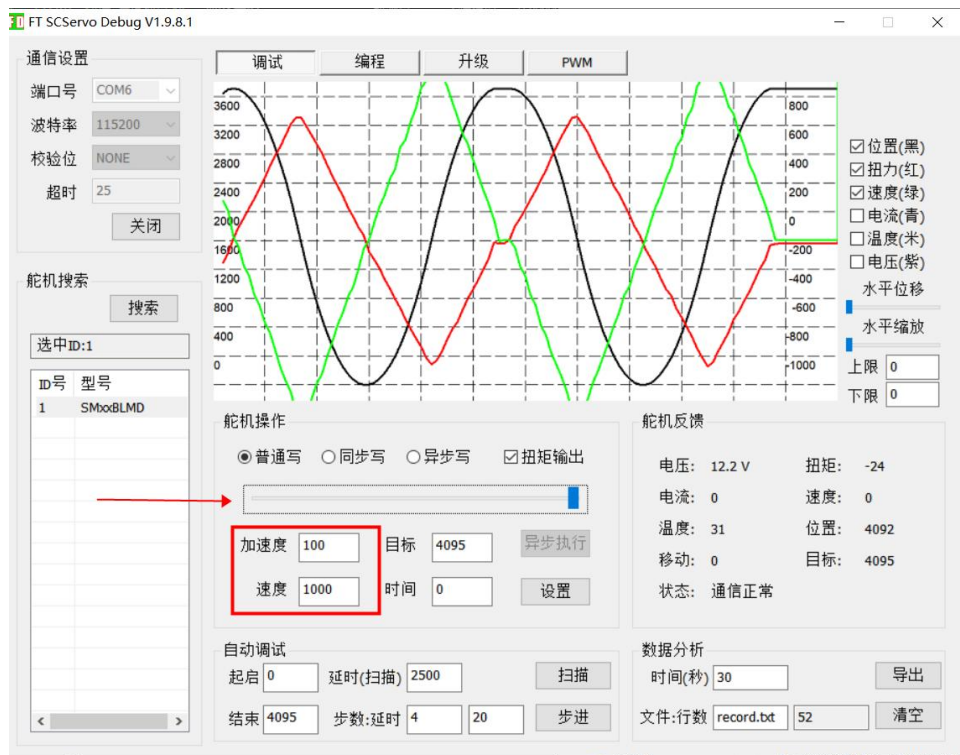 FT SCServo Debug V1.9.8.1
通信设置
端口号 COM6
波特率 115200
校验位 NONE
超时 25
关闭
舵机搜索
搜索
选中ID:1
ID号 型号
1 SMxxBLMD
调试 编程 升级 PWM
3600
3200
2800
2400
2000
1600
1200
800
400
0
800
600
400
200
0
-200
-400
-600
-800
-1000
位置(黑)
扭力(红)
速度(绿)
电流(青)
温度(米)
电压(紫)
水平位移
水平缩放
上限 0
下限 0
舵机操作
普通写 同步写 异步写 扭矩输出
加速度 100 目标 4095 异步执行
速度 1000 时间 0 设置
舵机反馈
电压: 12.2 V 扭矩: -24
电流: 0 速度: 0
温度: 31 位置: 4092
移动: 0 目标: 4095
状态: 通信正常
自动调试
起启 0 延时(扫描) 2500 扫描
结束 4095 步数:延时 4 20 步进
数据分析
时间(秒) 30 导出
文件:行数 record.txt 52 清空